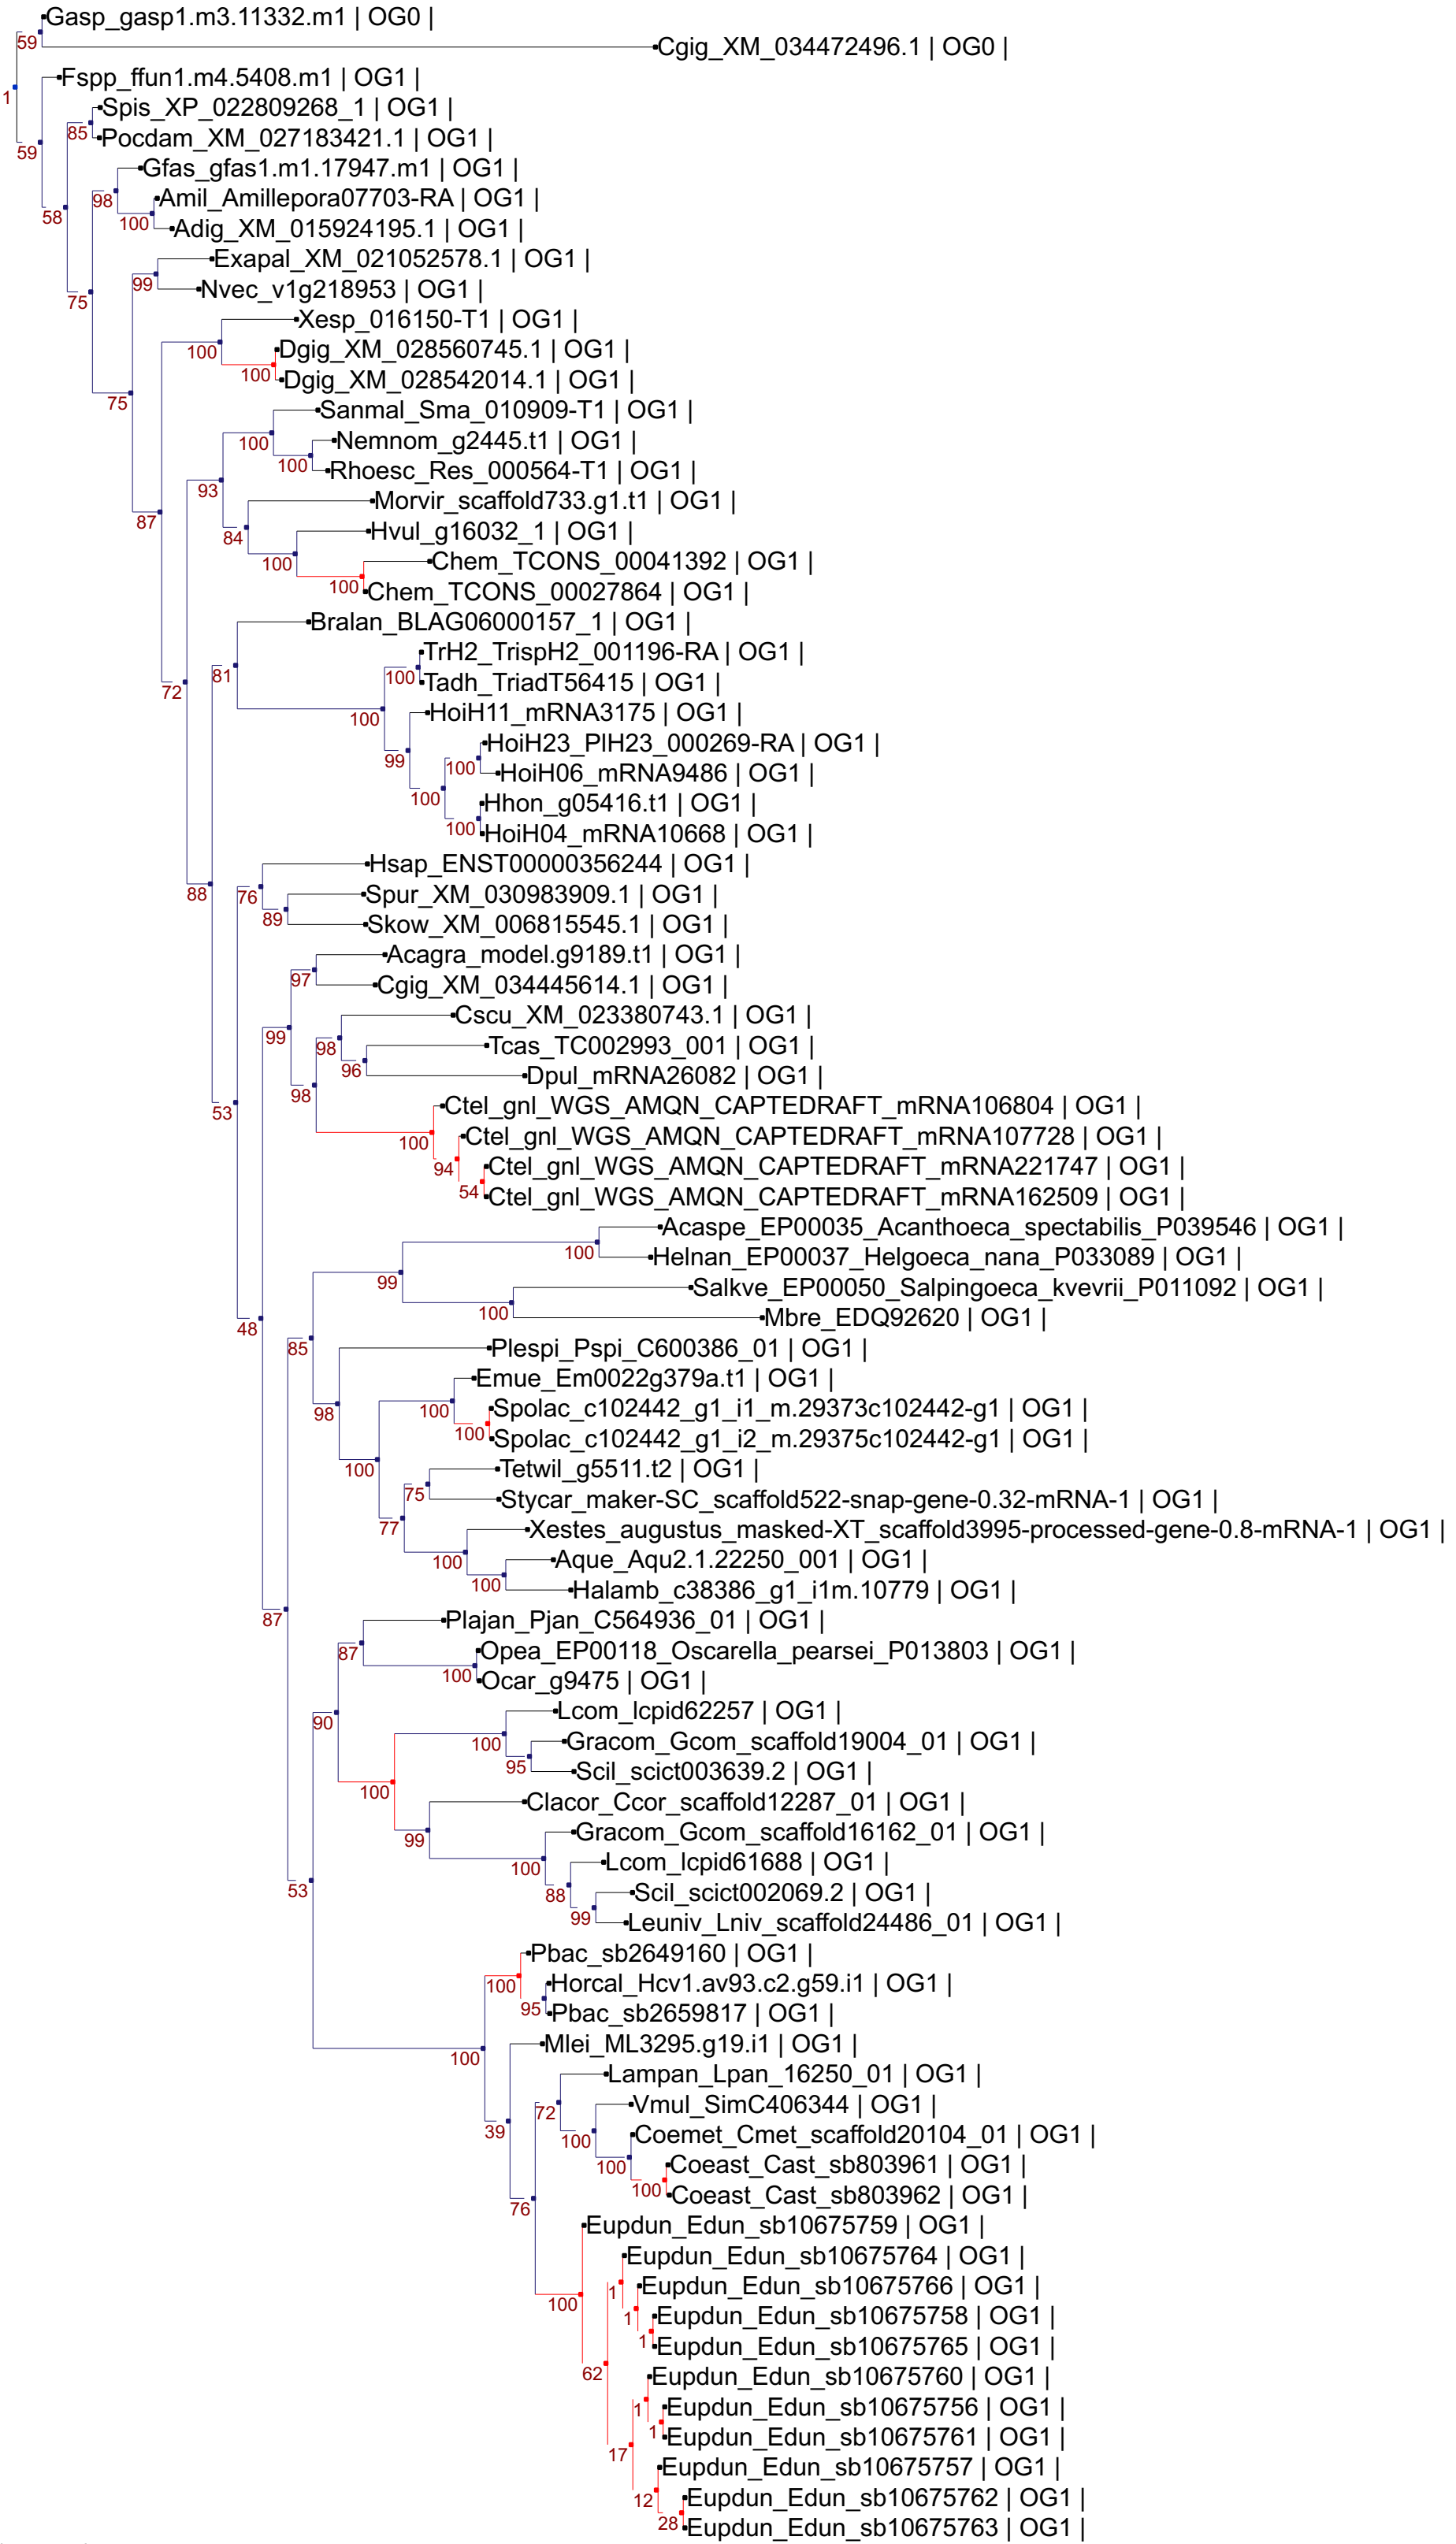 Gasp_gasp1.m3.11332.m1 | OG0 |
59
Cgig_XM_034472496.1 | OG0 |
Fspp_ffun1.m4.5408.m1 | OG1 |
1
Spis_XP_022809268_1 | OG1 |
85
Pocdam_XM_027183421.1 | OG1 |
59
Gfas_gfas1.m1.17947.m1 | OG1 |
98
Amil_Amillepora07703-RA | OG1 |
58
100
Adig_XM_015924195.1 | OG1 |
Exapal_XM_021052578.1 | OG1 |
99
Nvec_v1g218953 | OG1 |
75
Xesp_016150-T1 | OG1 |
100
Dgig_XM_028560745.1 | OG1 |
100
Dgig_XM_028542014.1 | OG1 |
75
Sanmal_Sma_010909-T1 | OG1 |
100
Nemnom_g2445.t1 | OG1 |
100
Rhoesc_Res_000564-T1 | OG1 |
93
Morvir_scaffold733.g1.t1 | OG1 |
87
Hvul_g16032_1 | OG1 |
84
100
Chem_TCONS_00041392 | OG1 |
100
Chem_TCONS_00027864 | OG1 |
Bralan_BLAG06000157_1 | OG1 |
TrH2_TrispH2_001196-RA | OG1 |
81
100
Tadh_TriadT56415 | OG1 |
72
HoiH11_mRNA3175 | OG1 |
100
HoiH23_PlH23_000269-RA | OG1 |
99
100
HoiH06_mRNA9486 | OG1 |
100
Hhon_g05416.t1 | OG1 |
100
HoiH04_mRNA10668 | OG1 |
Hsap_ENST00000356244 | OG1 |
88
76
Spur_XM_030983909.1 | OG1 |
89
Skow_XM_006815545.1 | OG1 |
Acagra_model.g9189.t1 | OG1 |
97
Cgig_XM_034445614.1 | OG1 |
Cscu_XM_023380743.1 | OG1 |
99
98
Tcas_TC002993_001 | OG1 |
96
Dpul_mRNA26082 | OG1 |
98
Ctel_gnl_WGS_AMQN_CAPTEDRAFT_mRNA106804 | OG1 |
53
100
Ctel_gnl_WGS_AMQN_CAPTEDRAFT_mRNA107728 | OG1 |
94
Ctel_gnl_WGS_AMQN_CAPTEDRAFT_mRNA221747 | OG1 |
54
Ctel_gnl_WGS_AMQN_CAPTEDRAFT_mRNA162509 | OG1 |
Acaspe_EP00035_Acanthoeca_spectabilis_P039546 | OG1 |
100
Helnan_EP00037_Helgoeca_nana_P033089 | OG1 |
99
Salkve_EP00050_Salpingoeca_kvevrii_P011092 | OG1 |
100
Mbre_EDQ92620 | OG1 |
48
85
Plespi_Pspi_C600386_01 | OG1 |
Emue_Em0022g379a.t1 | OG1 |
98
100
Spolac_c102442_g1_i1_m.29373c102442-g1 | OG1 |
100
Spolac_c102442_g1_i2_m.29375c102442-g1 | OG1 |
100
Tetwil_g5511.t2 | OG1 |
75
Stycar_maker-SC_scaffold522-snap-gene-0.32-mRNA-1 | OG1 |
77
Xestes_augustus_masked-XT_scaffold3995-processed-gene-0.8-mRNA-1 | OG1 |
100
Aque_Aqu2.1.22250_001 | OG1 |
100
Halamb_c38386_g1_i1m.10779 | OG1 |
87
Plajan_Pjan_C564936_01 | OG1 |
87
Opea_EP00118_Oscarella_pearsei_P013803 | OG1 |
100
Ocar_g9475 | OG1 |
Lcom_lcpid62257 | OG1 |
90
100
Gracom_Gcom_scaffold19004_01 | OG1 |
95
Scil_scict003639.2 | OG1 |
100
Clacor_Ccor_scaffold12287_01 | OG1 |
99
Gracom_Gcom_scaffold16162_01 | OG1 |
100
Lcom_lcpid61688 | OG1 |
53
88
Scil_scict002069.2 | OG1 |
99
Leuniv_Lniv_scaffold24486_01 | OG1 |
Pbac_sb2649160 | OG1 |
100
Horcal_Hcv1.av93.c2.g59.i1 | OG1 |
95
Pbac_sb2659817 | OG1 |
Mlei_ML3295.g19.i1 | OG1 |
100
Lampan_Lpan_16250_01 | OG1 |
72
Vmul_SimC406344 | OG1 |
39
100
Coemet_Cmet_scaffold20104_01 | OG1 |
100
Coeast_Cast_sb803961 | OG1 |
100
Coeast_Cast_sb803962 | OG1 |
76
Eupdun_Edun_sb10675759 | OG1 |
Eupdun_Edun_sb10675764 | OG1 |
1
Eupdun_Edun_sb10675766 | OG1 |
100
1
Eupdun_Edun_sb10675758 | OG1 |
1
Eupdun_Edun_sb10675765 | OG1 |
62
Eupdun_Edun_sb10675760 | OG1 |
1
Eupdun_Edun_sb10675756 | OG1 |
1
Eupdun_Edun_sb10675761 | OG1 |
17
Eupdun_Edun_sb10675757 | OG1 |
12
Eupdun_Edun_sb10675762 | OG1 |
28
Eupdun_Edun_sb10675763 | OG1 |